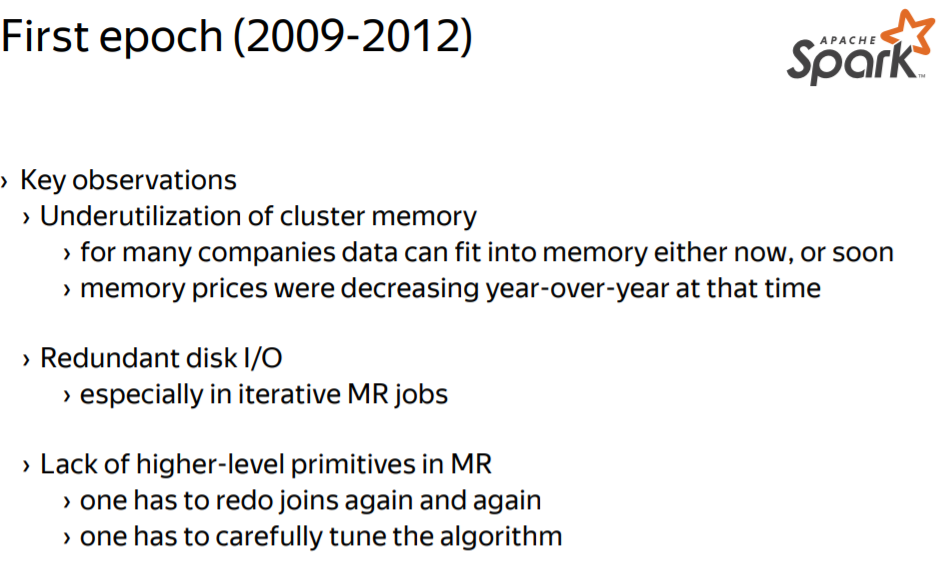 First epoch (2009-2012)
APACHE
Spark™
› Key observations
› Underutilization of cluster memory
› for many companies data can fit into memory either now, or soon
› memory prices were decreasing year-over-year at that time
› Redundant disk I/O
› especially in iterative MR jobs
› Lack of higher-level primitives in MR
› one has to redo joins again and again
› one has to carefully tune the algorithm